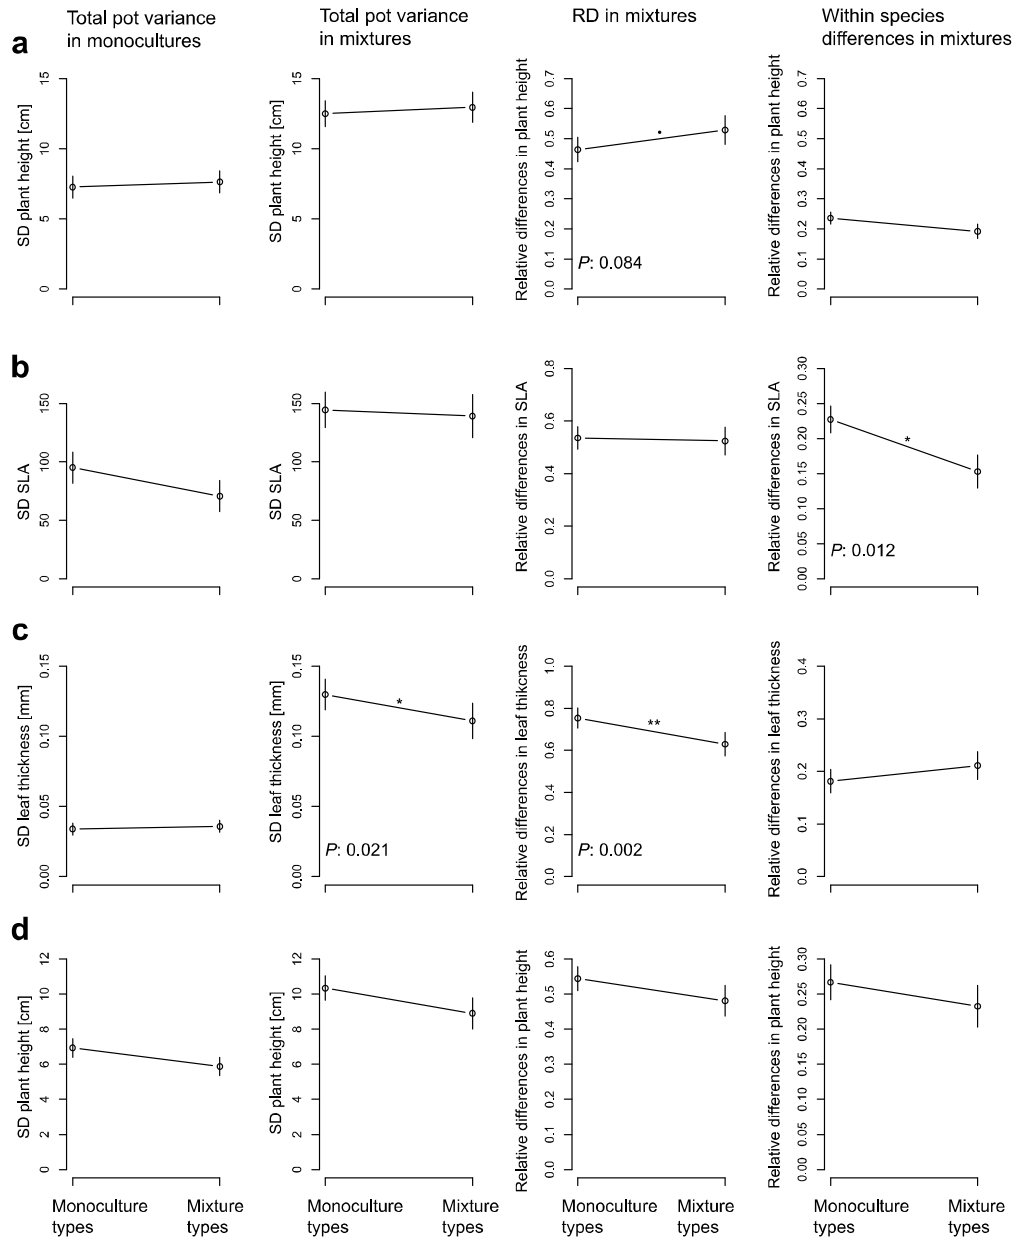 Total pot variance
in monocultures
Total pot variance
in mixtures
RD in mixtures
Within species
differences in mixtures
a
SD plant height [cm]
0 5 10 15
SD plant height [cm]
0 5 10 15
Relative differences in plant height
0.0 0.1 0.2 0.3 0.4 0.5 0.6 0.7
•
P: 0.084
Relative differences in plant height
0.0 0.1 0.2 0.3 0.4 0.5 0.6 0.7
b
SD SLA
0 50 100 150
SD SLA
0 50 100 150
Relative differences in SLA
0.0 0.2 0.4 0.6 0.8
Relative differences in SLA
0.00 0.05 0.10 0.15 0.20 0.25 0.30
*
P: 0.012
c
SD leaf thickness [mm]
0.00 0.05 0.10 0.15
SD leaf thickness [mm]
0.00 0.05 0.10 0.15
*
P: 0.021
Relative differences in leaf thikcness
0.0 0.2 0.4 0.6 0.8 1.0
**
P: 0.002
Relative differences in leaf thickness
0.0 0.1 0.2 0.3 0.4
d
SD plant height [cm]
0 2 4 6 8 10 12
SD plant height [cm]
0 2 4 6 8 10 12
Relative differences in plant height
0.0 0.1 0.2 0.3 0.4 0.5 0.6
Relative differences in plant height
0.00 0.05 0.10 0.15 0.20 0.25 0.30
Monoculture
types
Mixture
types
Monoculture
types
Mixture
types
Monoculture
types
Mixture
types
Monoculture
types
Mixture
types